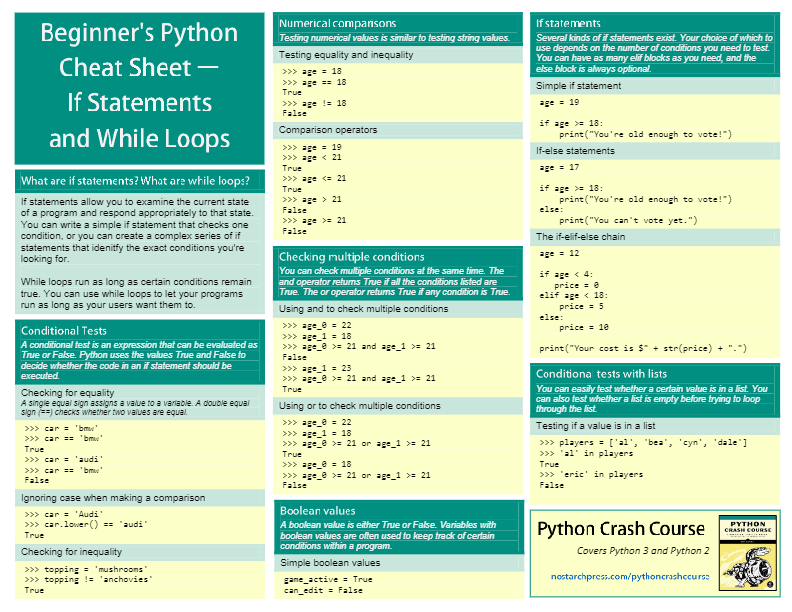 Beginner's Python
Cheat Sheet —
If Statements
and While Loops
What are if statements? What are while loops?
If statements allow you to examine the current state
of a program and respond appropriately to that state.
You can write a simple if statement that checks one
condition, or you can create a complex series of if
statements that idenitfy the exact conditions you're
looking for.
While loops run as long as certain conditions remain
true. You can use while loops to let your programs
run as long as your users want them to.
Conditional Tests
A conditional test is an expression that can be evaluated as
True or False. Python uses the values True and False to
decide whether the code in an if statement should be
executed.
Checking for equality
A single equal sign assigns a value to a variable. A double equal
sign (==) checks whether two values are equal.
>>> car = 'bmw'
>>> car == 'bmw'
True
>>> car = 'audi'
>>> car == 'bmw'
False
Ignoring case when making a comparison
>>> car = 'Audi'
>>> car.lower() == 'audi'
True
Checking for inequality
>>> topping = 'mushrooms'
>>> topping != 'anchovies'
True
Numerical comparisons
Testing numerical values is similar to testing string values.
Testing equality and inequality
>>> age = 18
>>> age == 18
True
>>> age != 18
False
Comparison operators
>>> age = 19
>>> age < 21
True
>>> age <= 21
True
>>> age > 21
False
>>> age >= 21
False
Checking multiple conditions
You can check multiple conditions at the same time. The
and operator returns True if all the conditions listed are
True. The or operator returns True if any condition is True.
Using and to check multiple conditions
>>> age_0 = 22
>>> age_1 = 18
>>> age_0 >= 21 and age_1 >= 21
False
>>> age_1 = 23
>>> age_0 >= 21 and age_1 >= 21
True
Using or to check multiple conditions
>>> age_0 = 22
>>> age_1 = 18
>>> age_0 >= 21 or age_1 >= 21
True
>>> age_0 = 18
>>> age_0 >= 21 or age_1 >= 21
False
Boolean values
A boolean value is either True or False. Variables with
boolean values are often used to keep track of certain
conditions within a program.
Simple boolean values
game_active = True
can_edit = False
If statements
Several kinds of if statements exist. Your choice of which to
use depends on the number of conditions you need to test.
You can have as many elif blocks as you need, and the
else block is always optional.
Simple if statement
age = 19
if age >= 18:
    print("You're old enough to vote!")
If-else statements
age = 17
if age >= 18:
    print("You're old enough to vote!")
else:
    print("You can't vote yet.")
The if-elif-else chain
age = 12
if age < 4:
    price = 0
elif age < 18:
    price = 5
else:
    price = 10
print("Your cost is $" + str(price) + ".")
Conditional tests with lists
You can easily test whether a certain value is in a list. You
can also test whether a list is empty before trying to loop
through the list.
Testing if a value is in a list
>>> players = ['al', 'bea', 'cyn', 'dale']
>>> 'al' in players
True
>>> 'eric' in players
False
Python Crash Course
Covers Python 3 and Python 2
nostarchpress.com/pythoncrashcourse
PYTHON
CRASH COURSE